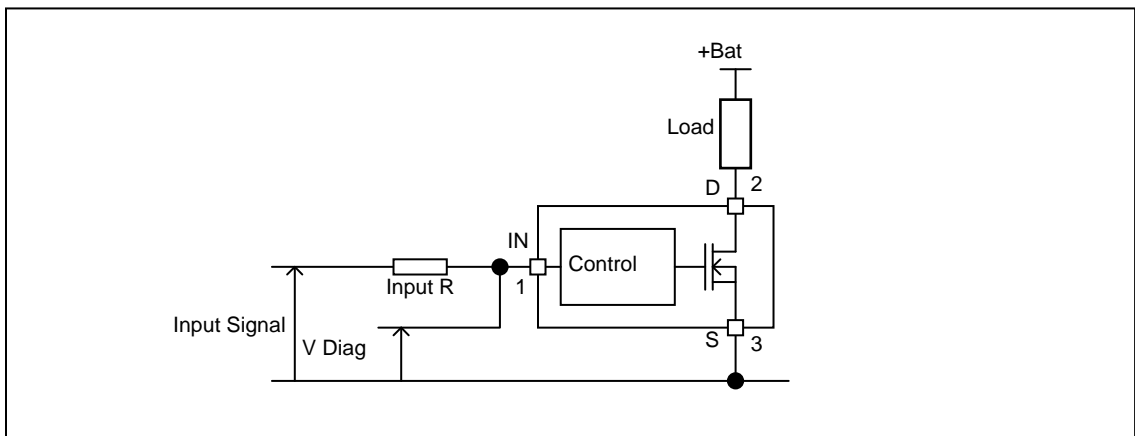 +Bat
Load
D 2
IN
Control
1
Input R
Input Signal
V Diag
S 3